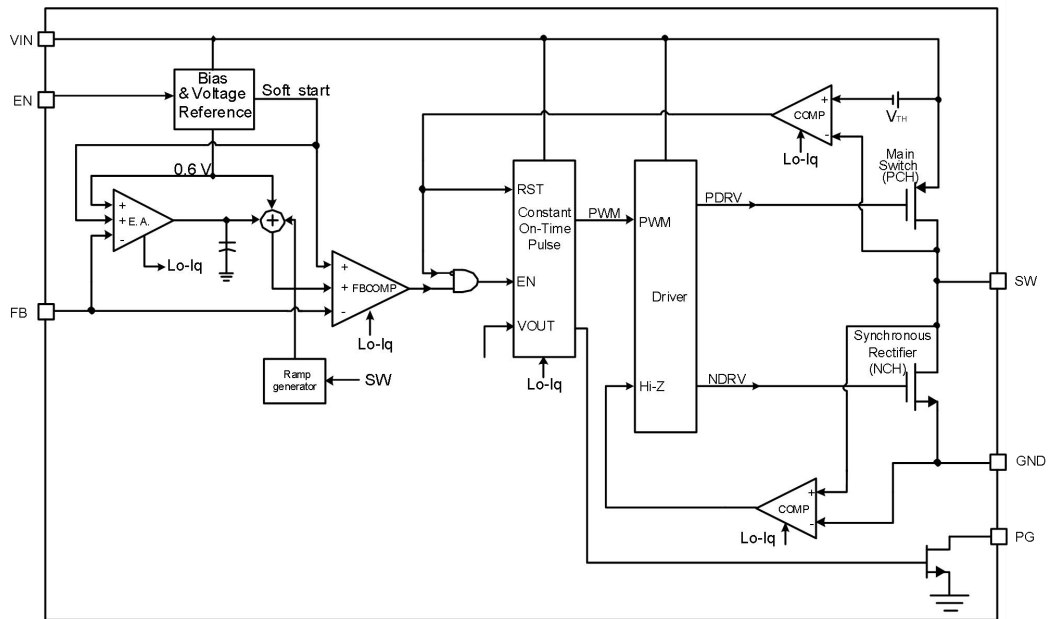 VIN
EN
Bias
& Voltage
Reference
Soft start
0.6 V
+
+ E. A.
-
Lo-Iq
+
FB
+
+ FBCOMP
-
Lo-Iq
Ramp
generator
SW
RST
Constant
On-Time
Pulse
EN
VOUT
Lo-Iq
PWM
PWM
Driver
Hi-Z
PDRV
NDRV
+
COMP
-
Lo-Iq
VTH
Main
Switch
(PCH)
SW
Synchronous
Rectifier
(NCH)
GND
+
COMP
-
Lo-Iq
PG